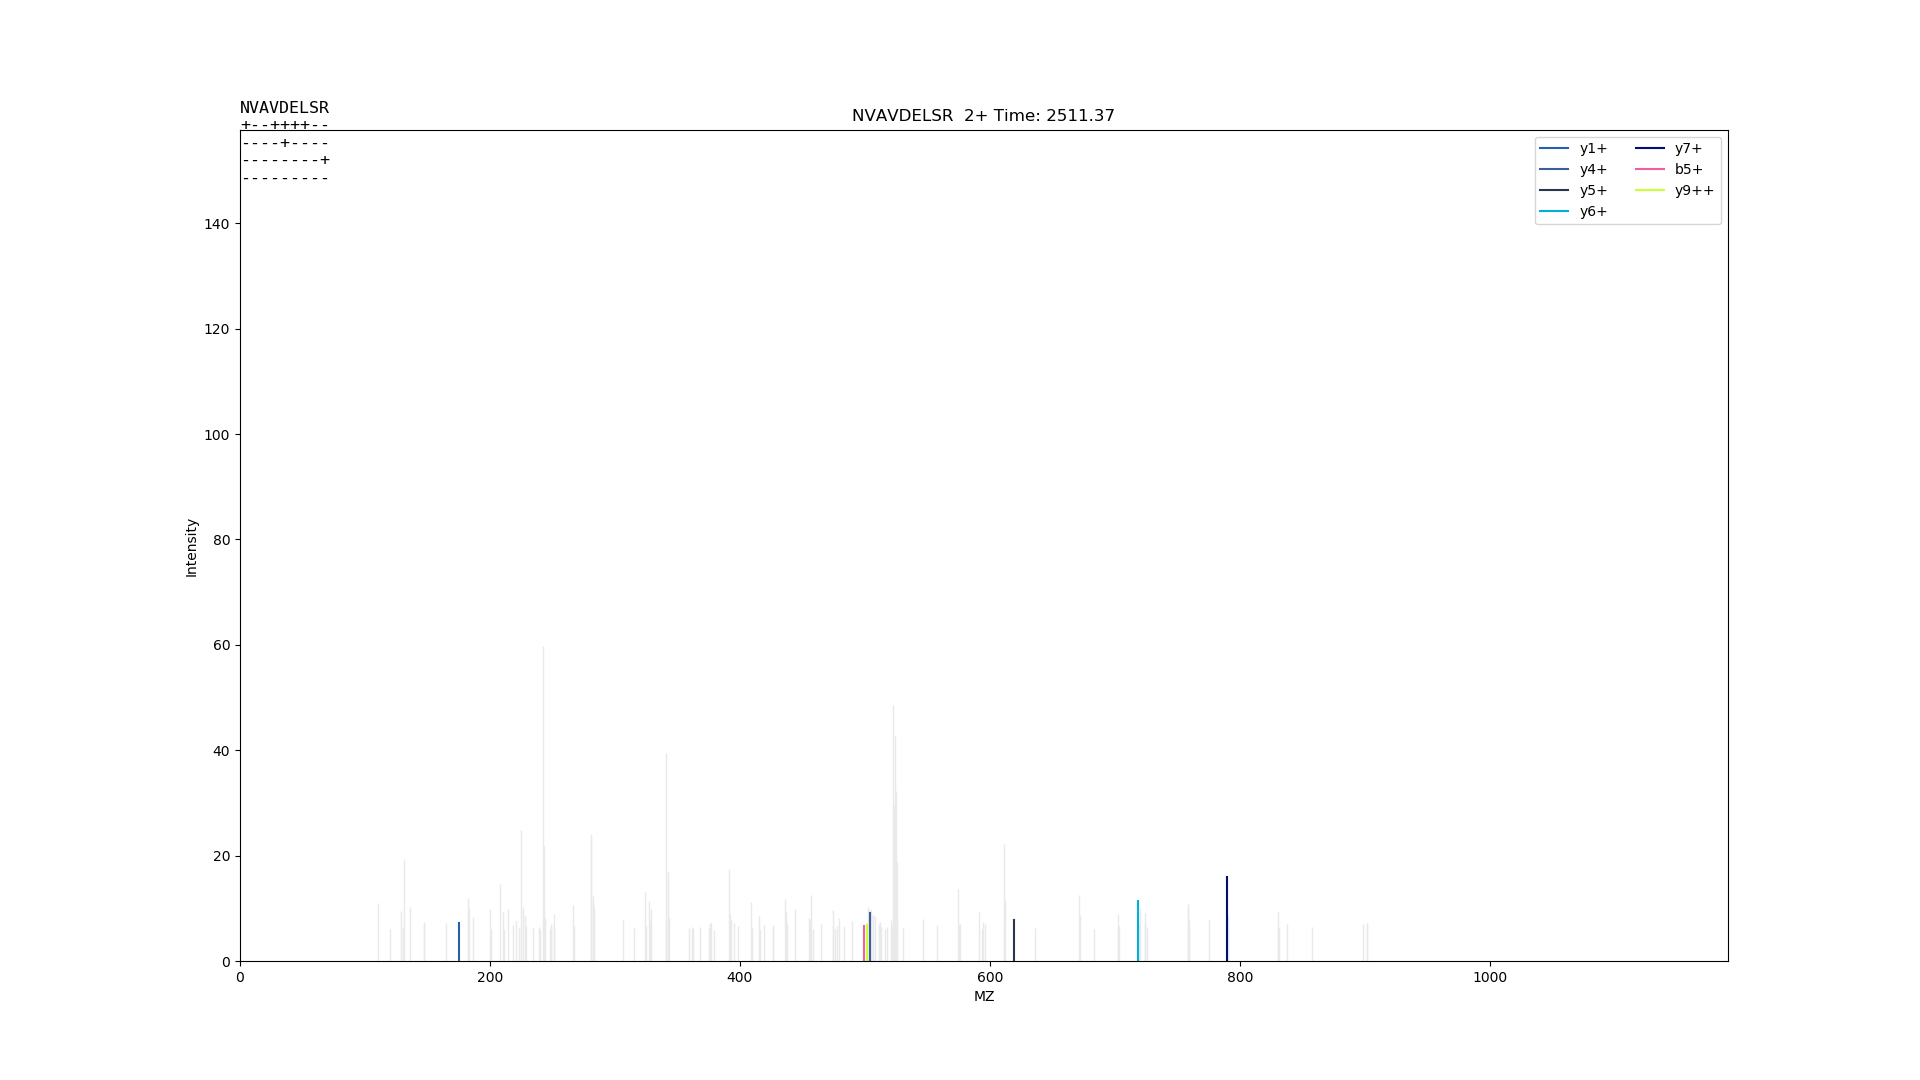 NVAVDELSR
NVAVDELSR  2+ Time: 2511.37
+--++++--
----+----
--------+
---------
y1+
y4+
y5+
y6+
y7+
b5+
y9++
140
120
100
80
60
40
20
0
Intensity
0 200 400 600 800 1000
MZ